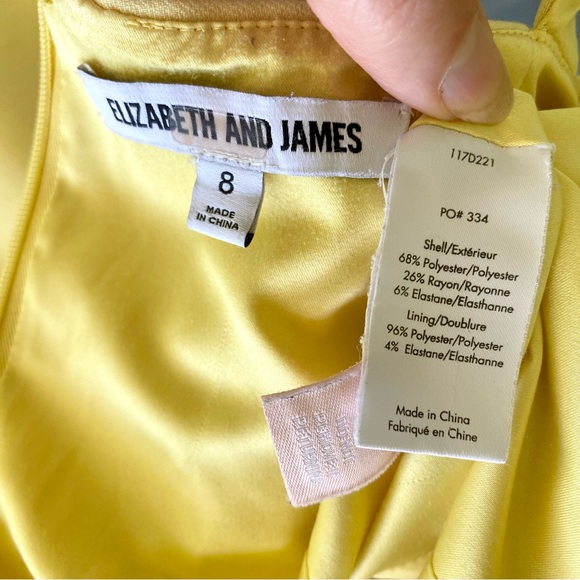 ELIZABETH AND JAMES
8
MADE
IN CHINA
117D221
PO# 334
Shell/Extérieur
68% Polyester/Polyester
26% Rayon/Rayonne
6% Elastane/Elasthanne
Lining/Doublure
96% Polyester/Polyester
4% Elastane/Elasthanne
Made in China
Fabriqué en Chine